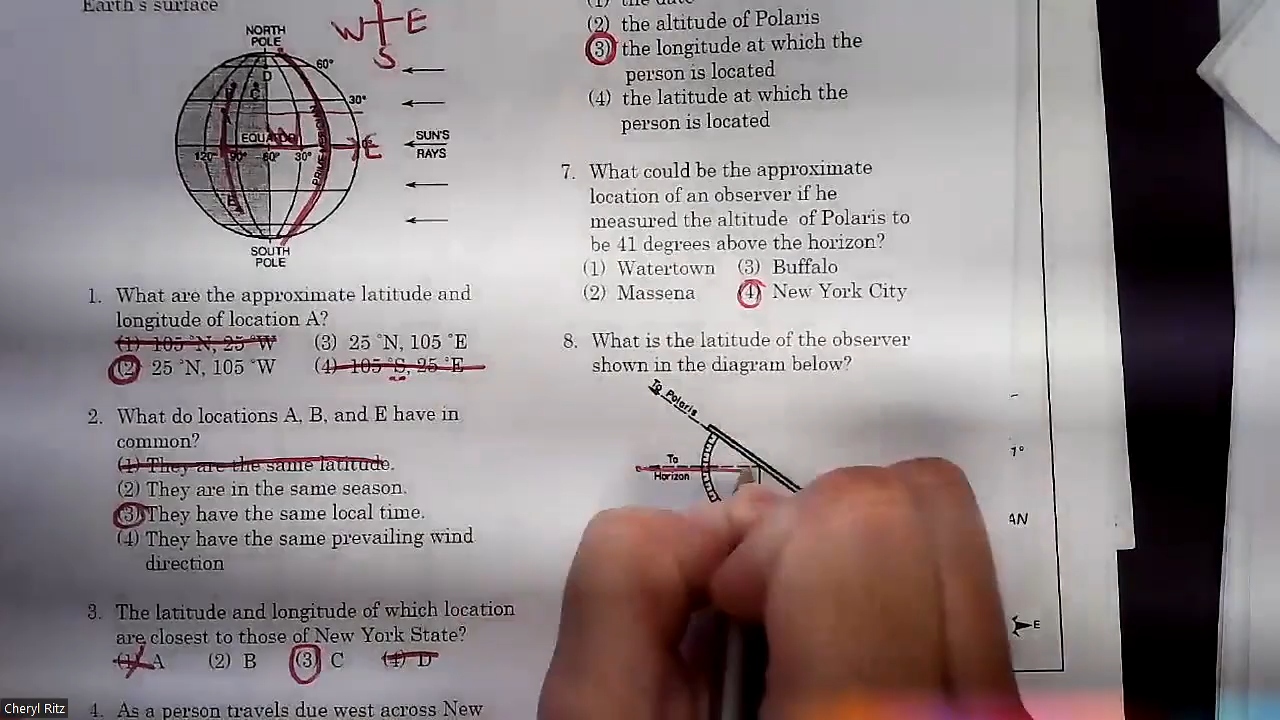 Earth's surface
W E
S
NORTH
POLE
60°
30°
D
C
EQUATOR
E
120° 90° 60° 30°
PRIME MERIDIAN
SUN'S
RAYS
SOUTH
POLE
1. What are the approximate latitude and
longitude of location A?
(1) 105 °N, 25 °W (3) 25 °N, 105 °E
(2) 25 °N, 105 °W (4) 105 °S, 25 °E
2. What do locations A, B, and E have in
common?
(1) They are the same latitude.
(2) They are in the same season.
(3) They have the same local time.
(4) They have the same prevailing wind
direction
3. The latitude and longitude of which location
are closest to those of New York State?
(1) A (2) B (3) C (4) D
4. As a person travels due west across New
(1) the date
(2) the altitude of Polaris
(3) the longitude at which the
person is located
(4) the latitude at which the
person is located
7. What could be the approximate
location of an observer if he
measured the altitude of Polaris to
be 41 degrees above the horizon?
(1) Watertown (3) Buffalo
(2) Massena (4) New York City
8. What is the latitude of the observer
shown in the diagram below?
To Polaris
To
Horizon
1°
AN
E
Cheryl Ritz